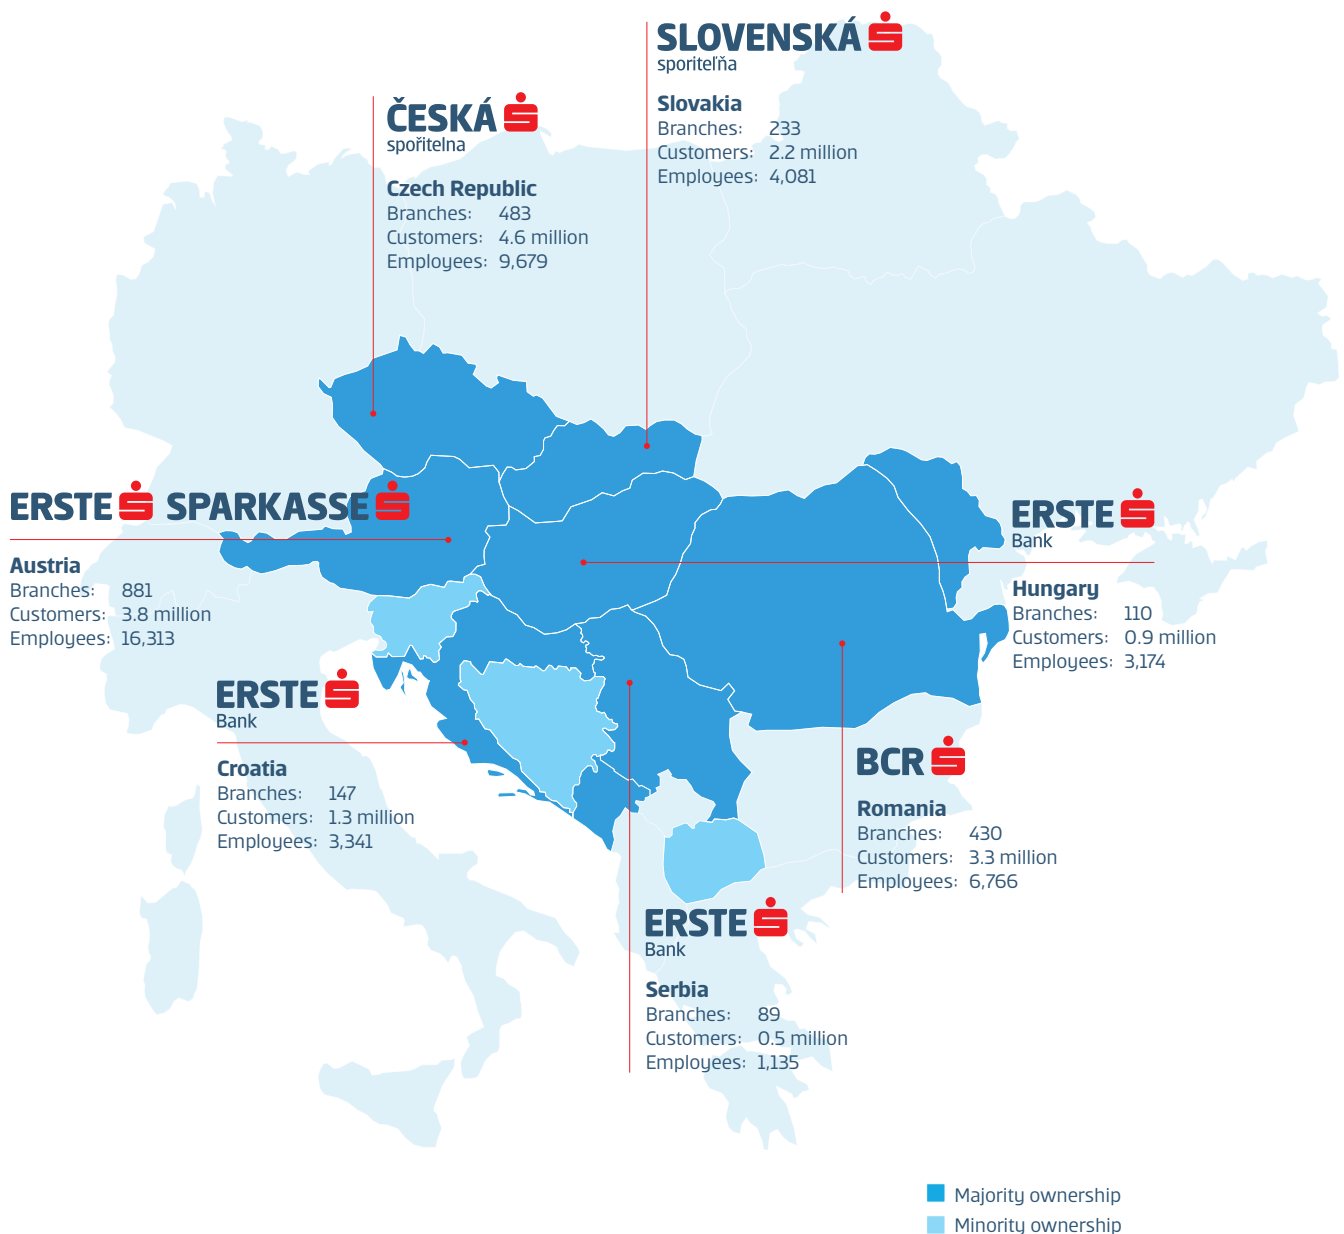 SLOVENSKÁ
sporiteľňa
Slovakia
Branches: 233
Customers: 2.2 million
Employees: 4,081
ČESKÁ
spořitelna
Czech Republic
Branches: 483
Customers: 4.6 million
Employees: 9,679
ERSTE SPARKASSE
Austria
Branches: 881
Customers: 3.8 million
Employees: 16,313
ERSTE
Bank
Hungary
Branches: 110
Customers: 0.9 million
Employees: 3,174
ERSTE
Bank
Croatia
Branches: 147
Customers: 1.3 million
Employees: 3,341
BCR
Romania
Branches: 430
Customers: 3.3 million
Employees: 6,766
ERSTE
Bank
Serbia
Branches: 89
Customers: 0.5 million
Employees: 1,135
Majority ownership
Minority ownership